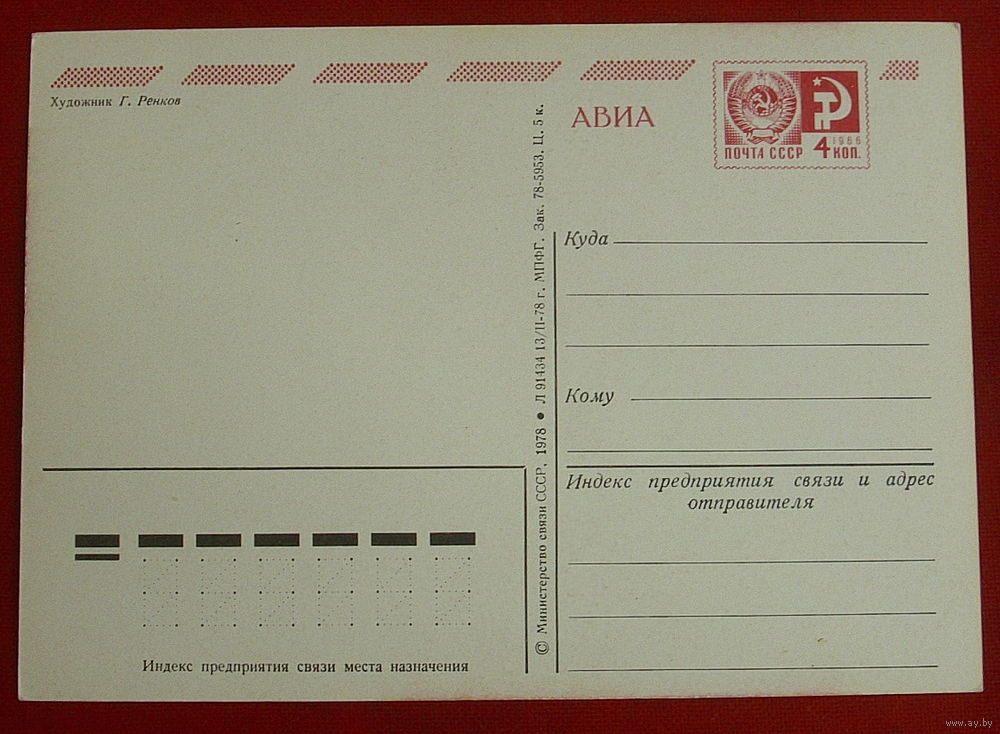 Художник Г. Ренков
АВИА
1966
ПОЧТА СССР 4 КОП.
Куда
Кому
Индекс предприятия связи и адрес
отправителя
© Министерство связи СССР, 1978 ● Л 91434 13/II-78 г. МПФГ. Зак. 78-5953. Ц. 5 к.
Индекс предприятия связи места назначения
www.ay.by